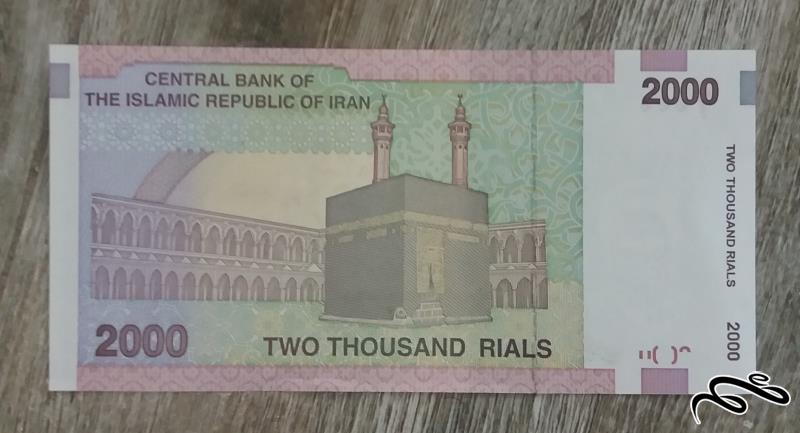 CENTRAL BANK OF
THE ISLAMIC REPUBLIC OF IRAN
2000
TWO THOUSAND RIALS
2000
2000
TWO THOUSAND RIALS